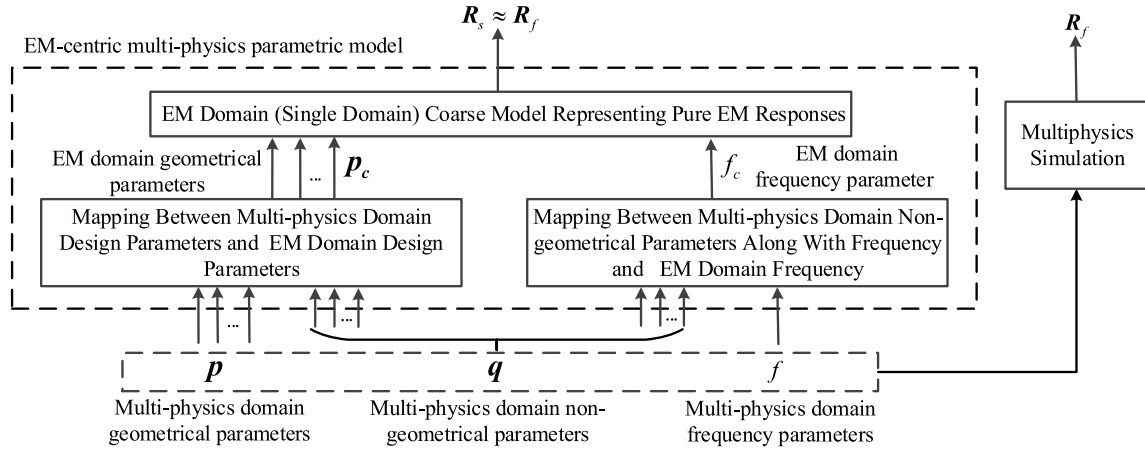 R_s ≈ R_f
R_f
EM-centric multi-physics parametric model
EM Domain (Single Domain) Coarse Model Representing Pure EM Responses
Multiphysics
Simulation
EM domain geometrical
parameters
...
p_c
f_c
EM domain
frequency parameter
Mapping Between Multi-physics Domain
Design Parameters and EM Domain Design
Parameters
Mapping Between Multi-physics Domain Non-
geometrical Parameters Along With Frequency
and EM Domain Frequency
...
...
...
p
q
f
Multi-physics domain
geometrical parameters
Multi-physics domain non-
geometrical parameters
Multi-physics domain
frequency parameters